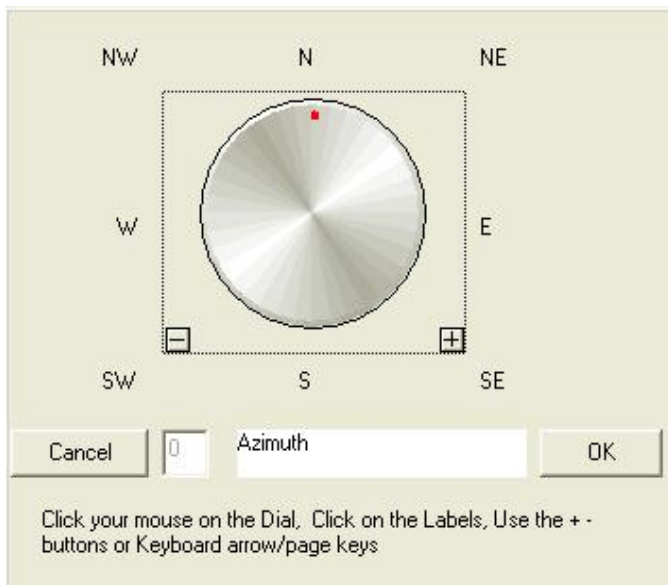 NW N NE
W E
- +
SW S SE
Cancel 0 Azimuth OK
Click your mouse on the Dial,  Click on the Labels, Use the + -
buttons or Keyboard arrow/page keys